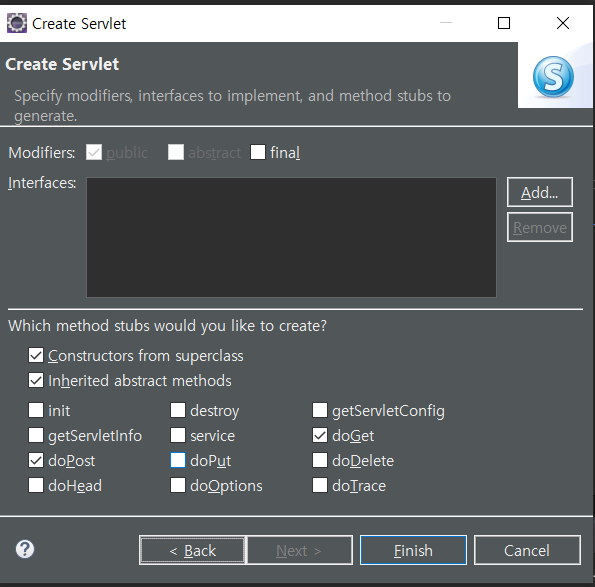 Create Servlet
Create Servlet
Specify modifiers, interfaces to implement, and method stubs to
generate.
S
Modifiers: public abstract final
Interfaces:
Add...
Remove
Which method stubs would you like to create?
Constructors from superclass
Inherited abstract methods
init destroy getServletConfig
getServletInfo service doGet
doPost doPut doDelete
doHead doOptions doTrace
? < Back Next > Finish Cancel